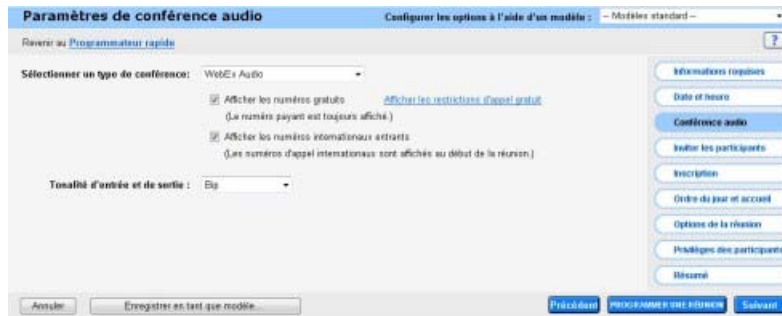 Paramètres de conférence audio
Configurer les options à l'aide d'un modèle : -- Modèles standard --
Revenir au Programmateur rapide
?
Sélectionner un type de conférence: WebEx Audio
Afficher les numéros gratuits Afficher les restrictions d'appel gratuit
(Le numéro payant est toujours affiché.)
Afficher les numéros internationaux entrants
(Les numéros d'appel internationaux sont affichés au début de la réunion.)
Tonalité d'entrée et de sortie : Bip
Informations requises
Date et heure
Conférence audio
Inviter les participants
Inscription
Ordre du jour et accueil
Options de la réunion
Privilèges des participants
Résumé
Annuler Enregistrer en tant que modèle... Précédent PROGRAMMER UNE RÉUNION Suivant